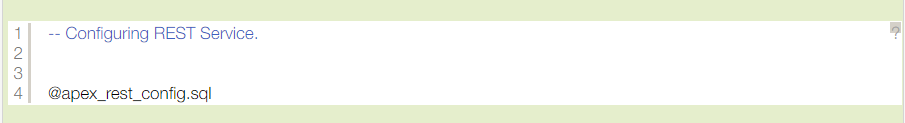 1 -- Configuring REST Service.
2
3
4 @apex_rest_config.sql
?